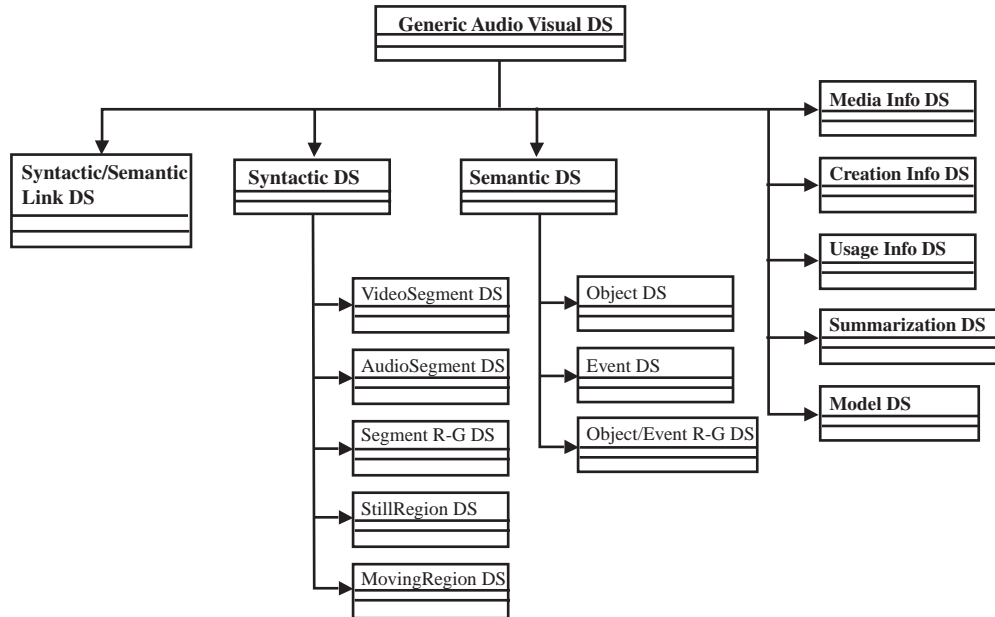 Generic Audio Visual DS
Media Info DS
Syntactic/Semantic
Link DS
Syntactic DS
Semantic DS
Creation Info DS
Usage Info DS
VideoSegment DS
Object DS
Summarization DS
AudioSegment DS
Event DS
Model DS
Segment R-G DS
Object/Event R-G DS
StillRegion DS
MovingRegion DS